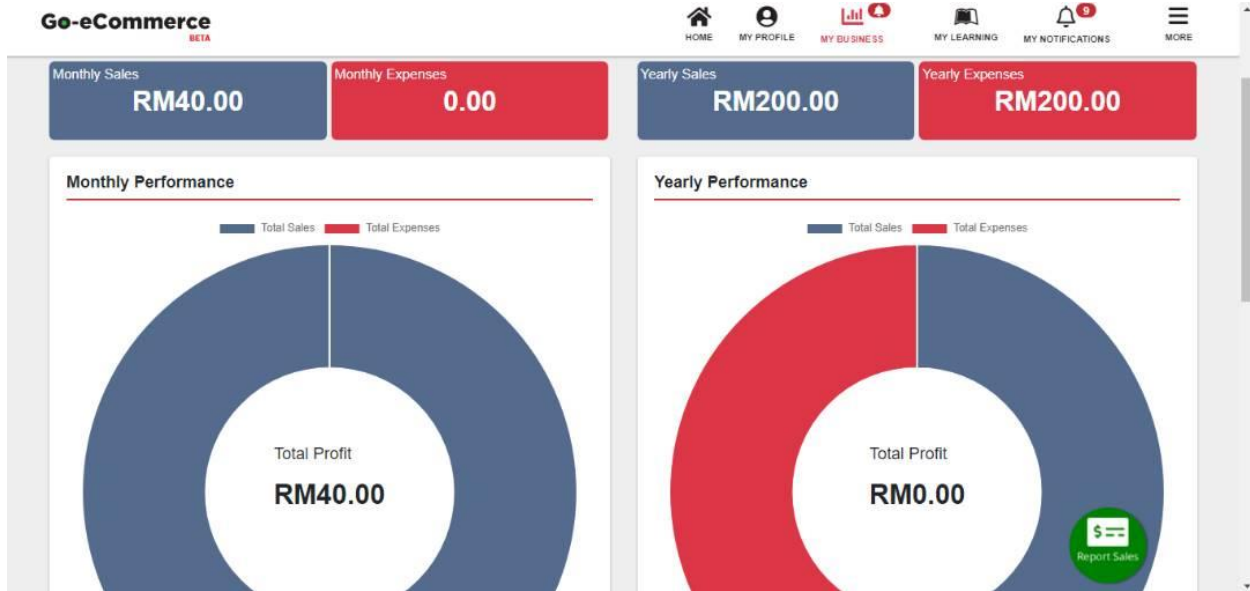 Go-eCommerce
BETA
HOME
MY PROFILE
MY BUSINESS
MY LEARNING
9
MY NOTIFICATIONS
MORE
Monthly Sales
RM40.00
Monthly Expenses
0.00
Yearly Sales
RM200.00
Yearly Expenses
RM200.00
Monthly Performance
Total Sales
Total Expenses
Total Profit
RM40.00
Yearly Performance
Total Sales
Total Expenses
Total Profit
RM0.00
$
Report Sales